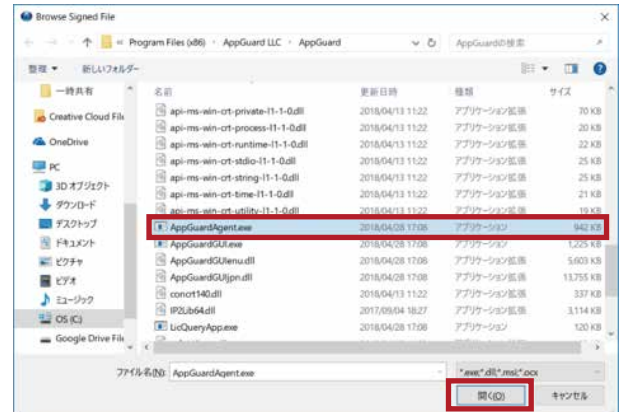 Browse Signed File
« Program Files (x86) › AppGuard LLC › AppGuard
AppGuardの検索
整理 ▼ 新しいフォルダー
名前 更新日時 種類 サイズ
api-ms-win-crt-private-l1-1-0.dll 2018/04/13 11:22 アプリケーション拡張 70 KB
api-ms-win-crt-process-l1-1-0.dll 2018/04/13 11:22 アプリケーション拡張 20 KB
api-ms-win-crt-runtime-l1-1-0.dll 2018/04/13 11:22 アプリケーション拡張 22 KB
api-ms-win-crt-stdio-l1-1-0.dll 2018/04/13 11:22 アプリケーション拡張 25 KB
api-ms-win-crt-string-l1-1-0.dll 2018/04/13 11:22 アプリケーション拡張 25 KB
api-ms-win-crt-time-l1-1-0.dll 2018/04/13 11:22 アプリケーション拡張 21 KB
api-ms-win-crt-utility-l1-1-0.dll 2018/04/13 11:22 アプリケーション拡張 19 KB
AppGuardAgent.exe 2018/04/28 17:08 アプリケーション 942 KB
AppGuardGUI.exe 2018/04/28 17:08 アプリケーション 1,225 KB
AppGuardGUIenu.dll 2018/04/28 17:08 アプリケーション拡張 5,603 KB
AppGuardGUIjpn.dll 2018/04/28 17:08 アプリケーション拡張 13,755 KB
concrt140.dll 2018/04/13 11:22 アプリケーション拡張 337 KB
IP2Lib64.dll 2017/09/04 18:27 アプリケーション拡張 3,114 KB
LicQueryApp.exe 2018/04/28 17:08 アプリケーション 120 KB
一時共有
Creative Cloud File
OneDrive
PC
3D オブジェクト
ダウンロード
デスクトップ
ドキュメント
ピクチャ
ビデオ
ミュージック
OS (C:)
Google Drive File
ファイル名(N): AppGuardAgent.exe
*.exe;*.dll;*.msi;*.ocx
開く(O) キャンセル